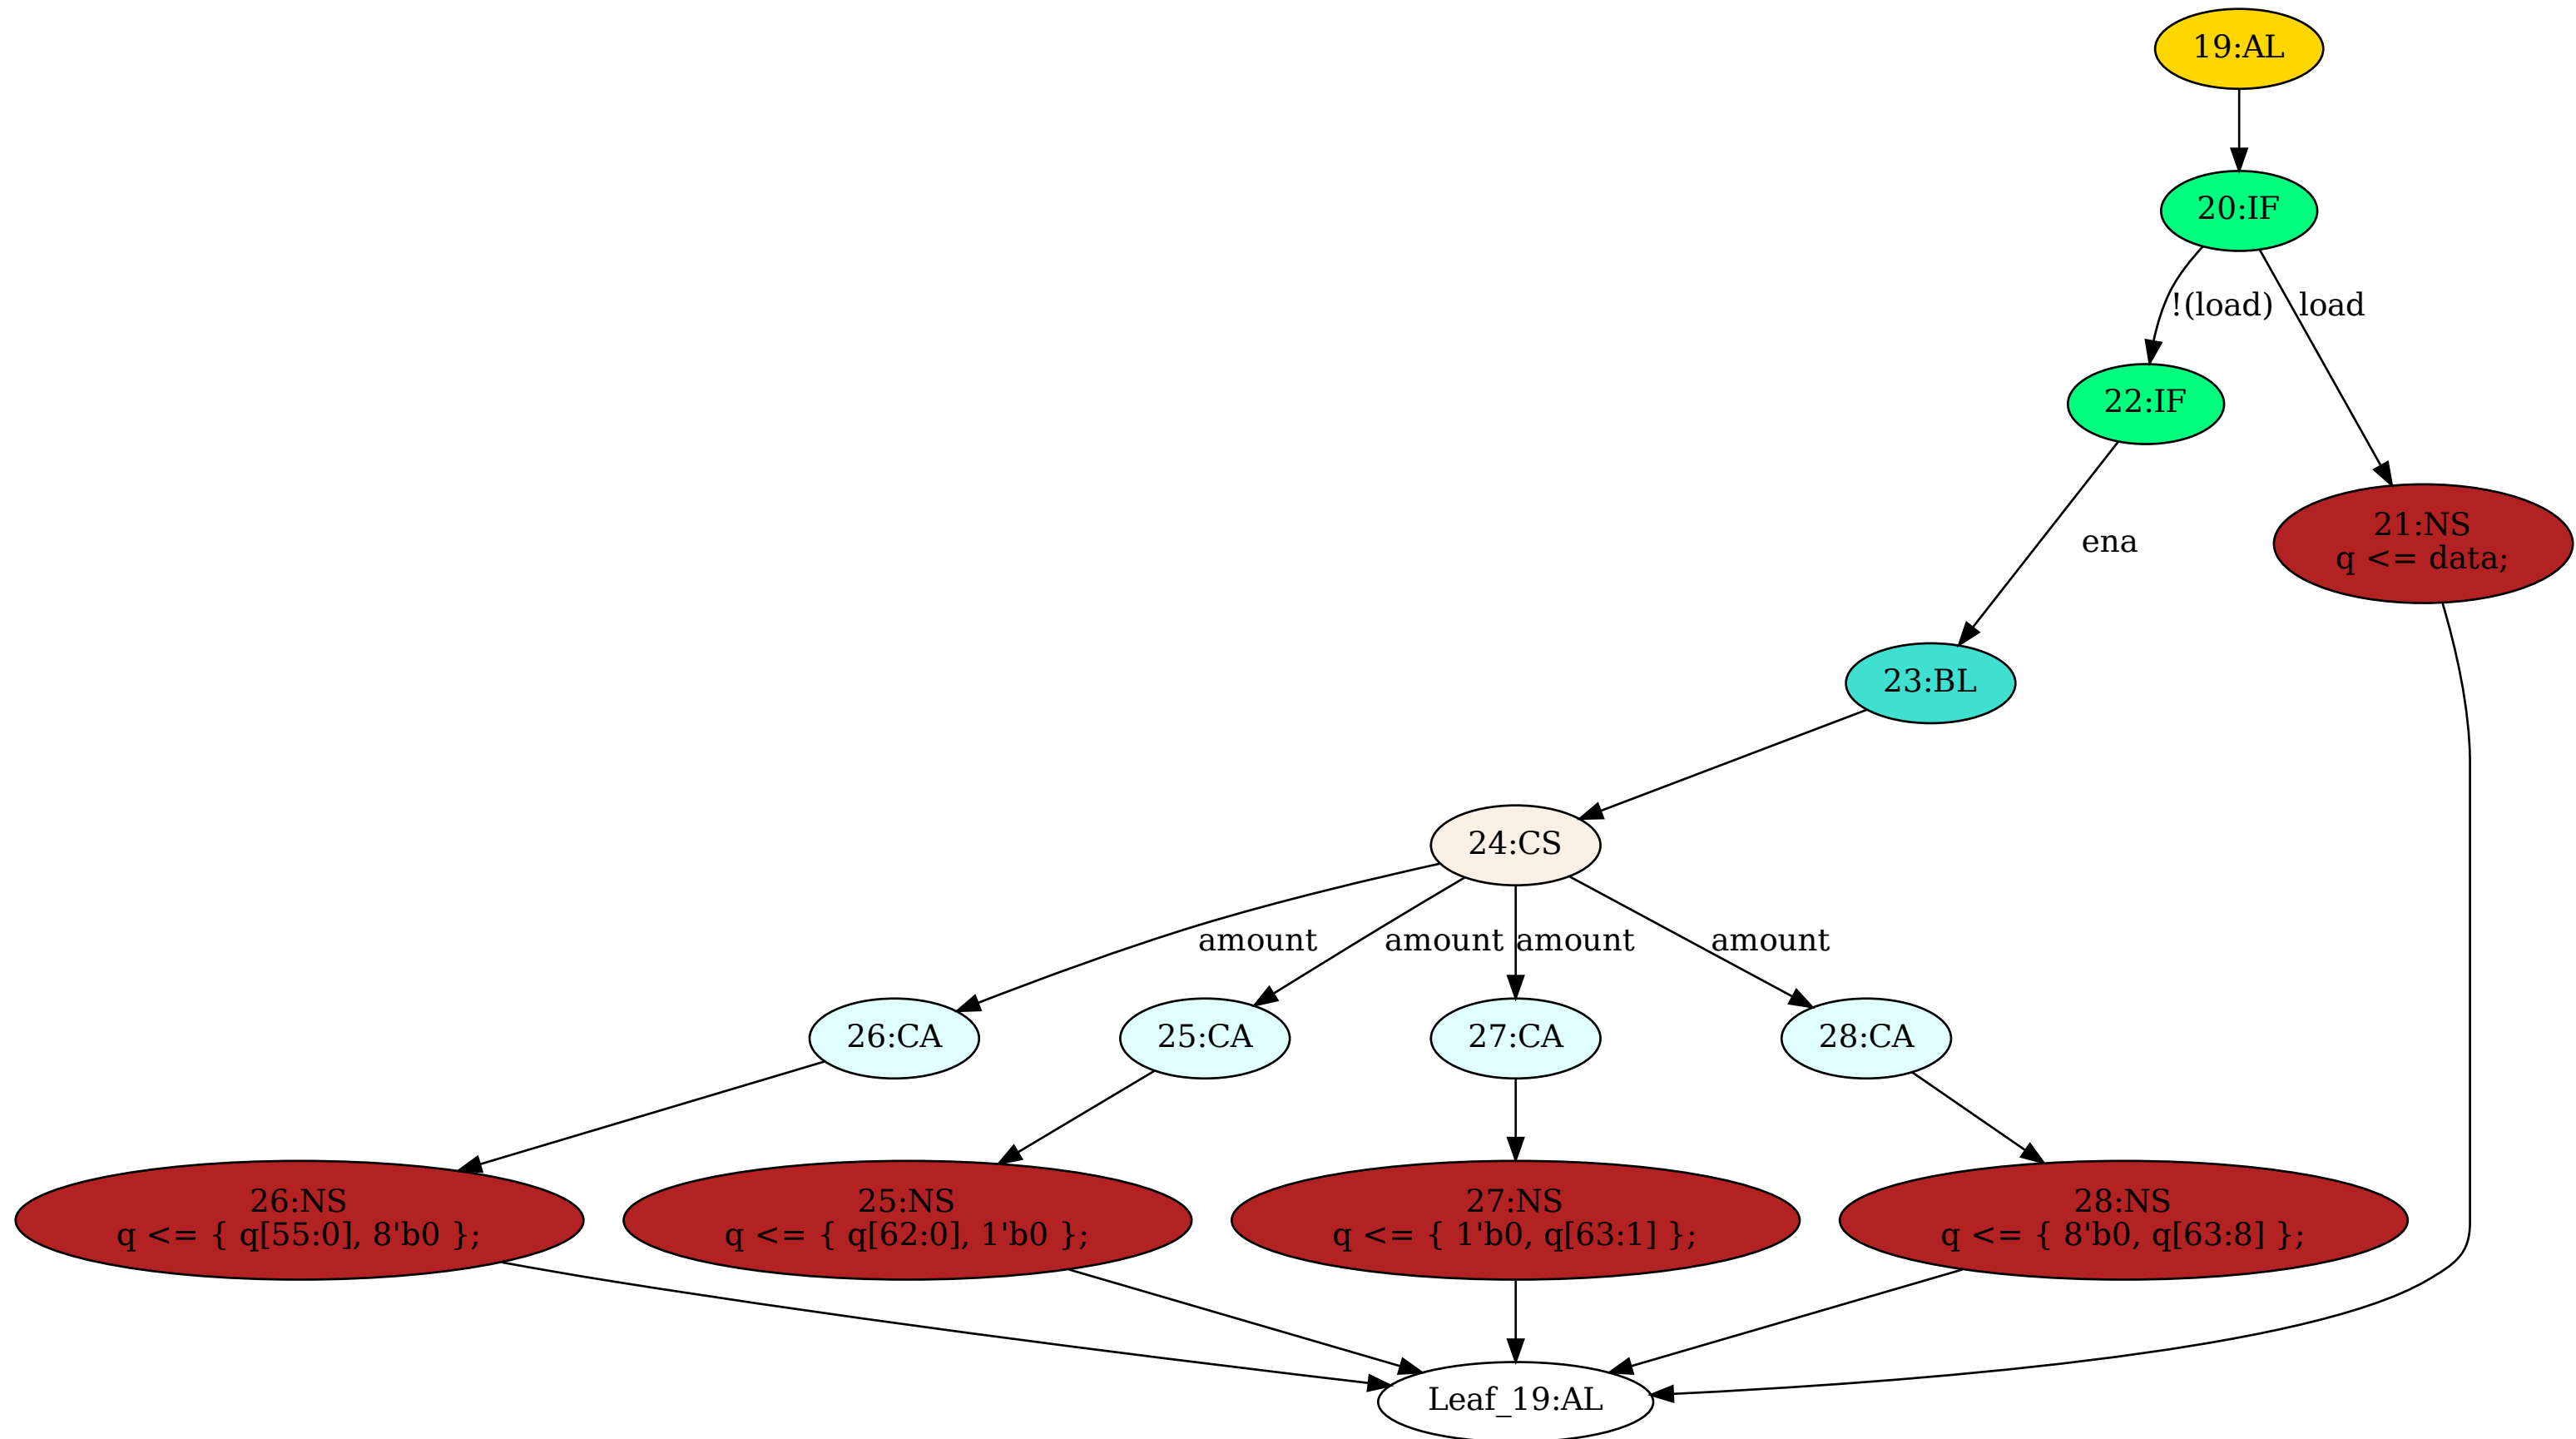 19:AL
20:IF
!(load)
load
22:IF
21:NS
q <= data;
ena
23:BL
24:CS
amount
amount
amount
amount
26:CA
25:CA
27:CA
28:CA
26:NS
q <= { q[55:0], 8'b0 };
25:NS
q <= { q[62:0], 1'b0 };
27:NS
q <= { 1'b0, q[63:1] };
28:NS
q <= { 8'b0, q[63:8] };
Leaf_19:AL